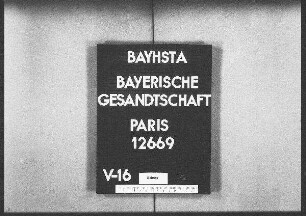 BAYHSTA
BAYERISCHE
GESANDTSCHAFT
PARIS
12669
V-16